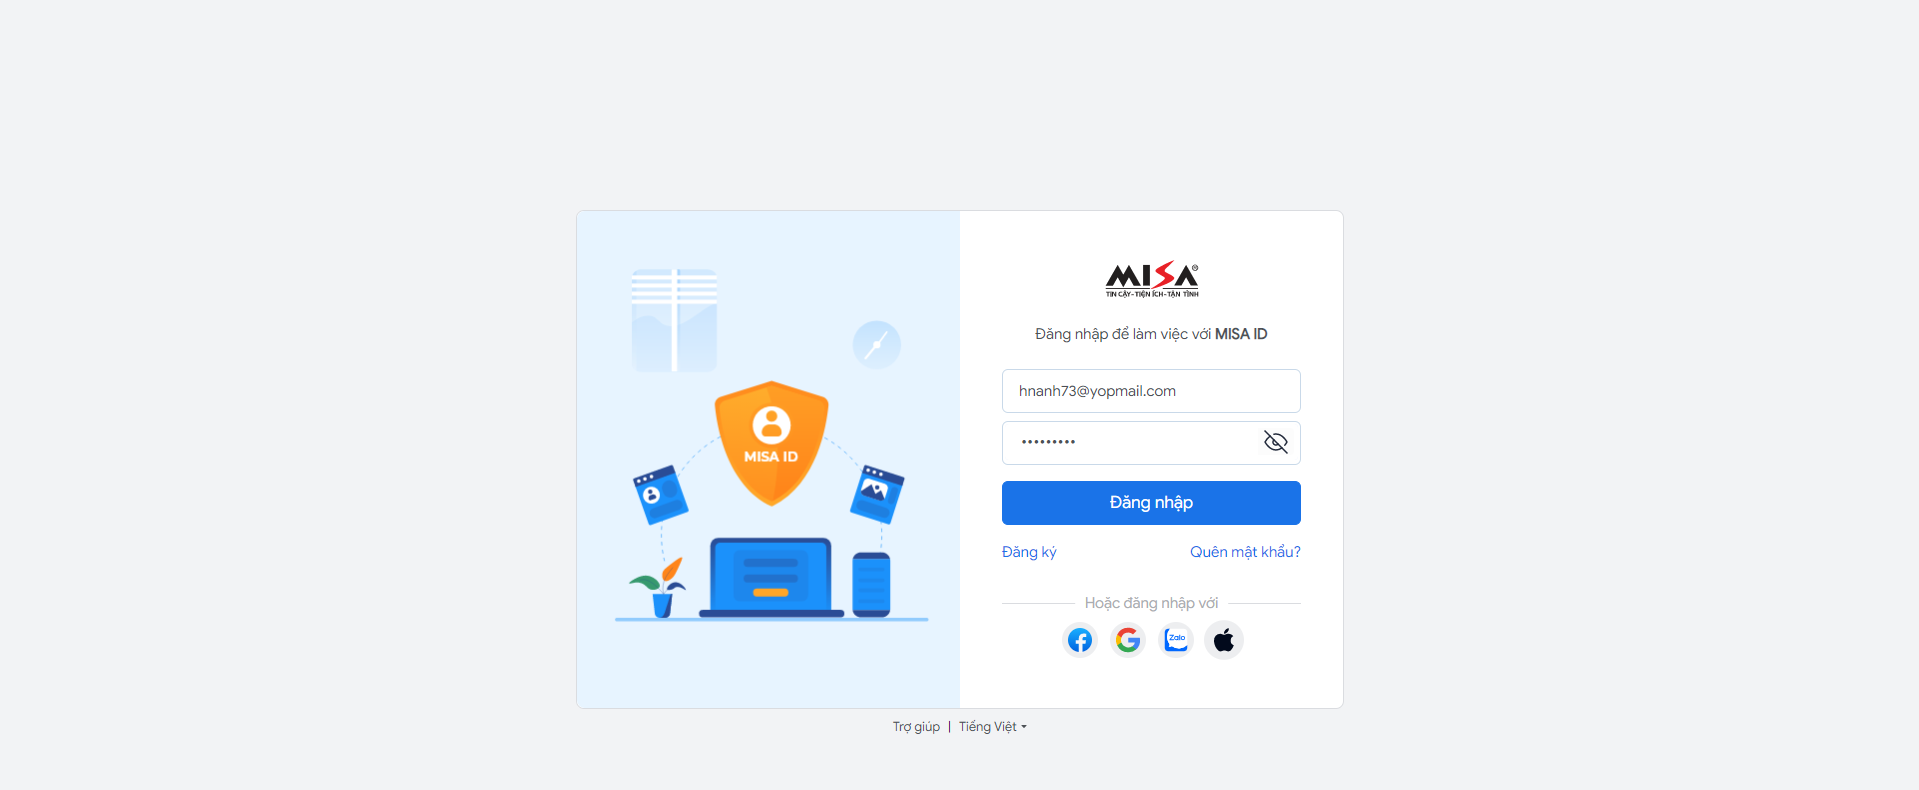 MISA ID
MISA®
TIN CẬY-TIỆN ÍCH-TẬN TÌNH
Đăng nhập để làm việc với MISA ID
hnanh73@yopmail.com
•••••••••
Đăng nhập
Đăng ký
Quên mật khẩu?
Hoặc đăng nhập với
Zalo
Trợ giúp | Tiếng Việt